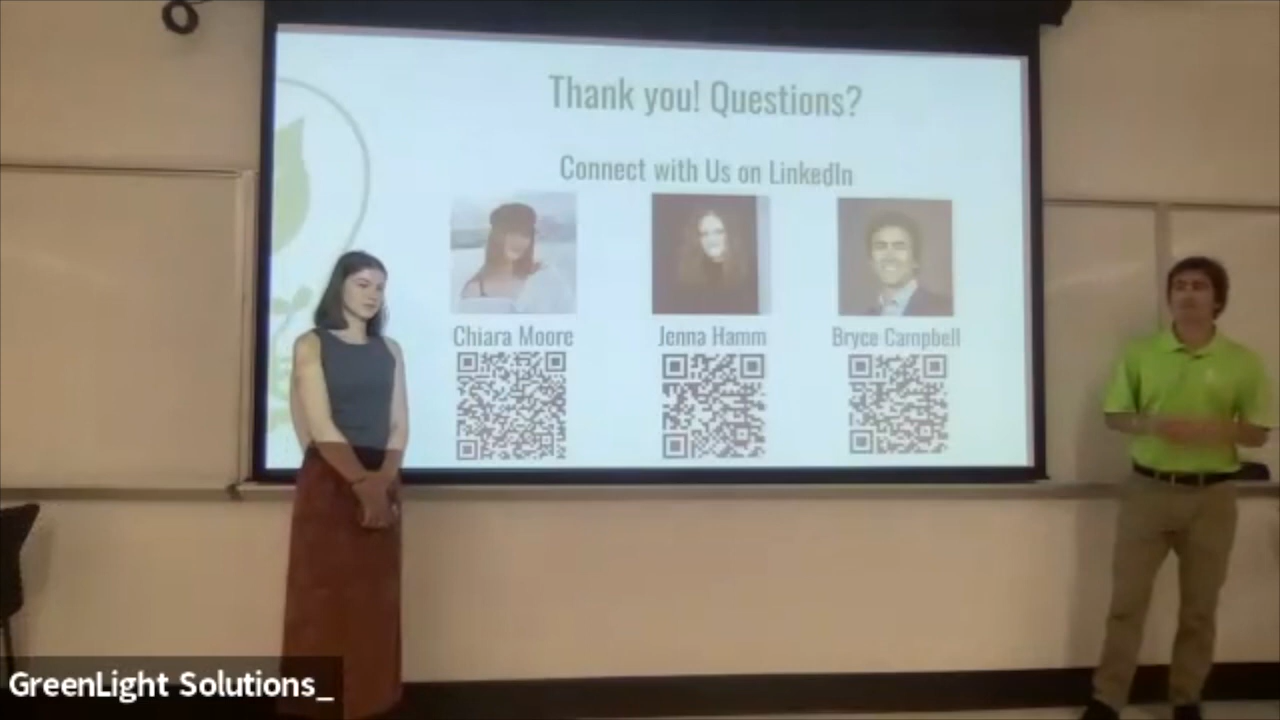 Thank you! Questions?
Connect with Us on LinkedIn
Chiara Moore
Jenna Hamm
Bryce Campbell
GreenLight Solutions_